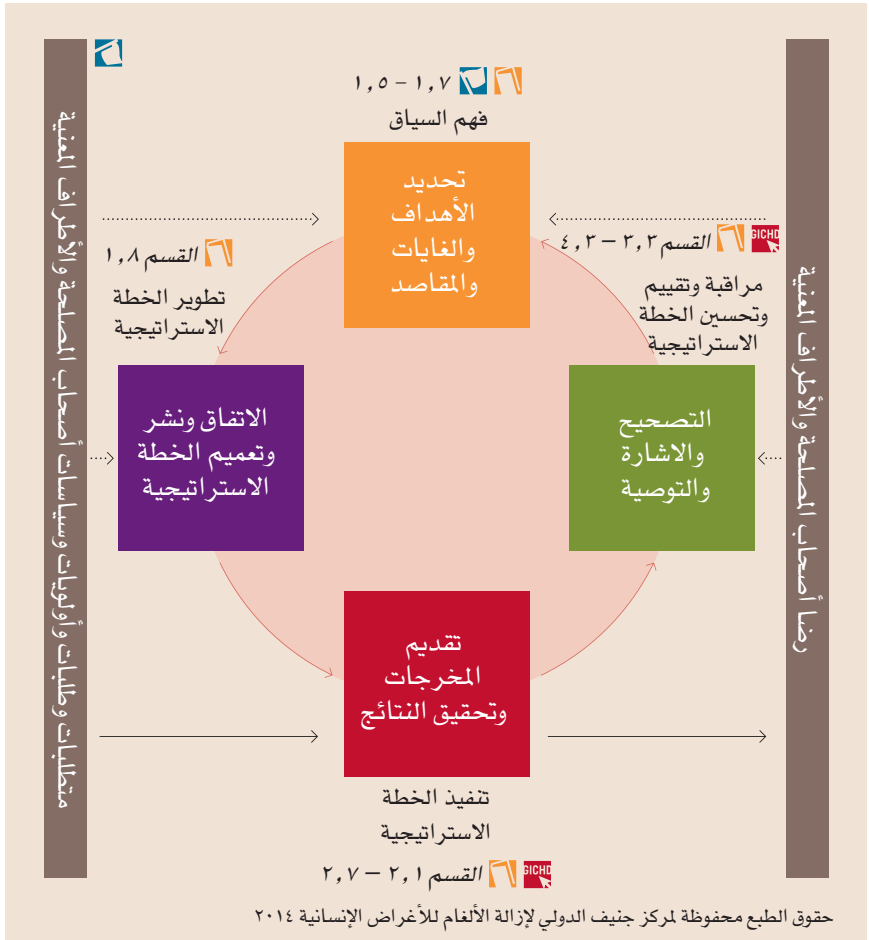 ١,٥ – ١,٧
فهم السياق
تحديد
الأهداف
والغايات
والمقاصد
القسم ١,٨
تطوير الخطة
الاستراتيجية
GICHD
القسم ٣,٣ – ٤,٣
مراقبة وتقييم
وتحسين الخطة
الاستراتيجية
الاتفاق ونشر
وتعميم الخطة
الاستراتيجية
التصحيح
والاشارة
والتوصية
تقديم
المخرجات
وتحقيق النتائج
تنفيذ الخطة
الاستراتيجية
GICHD
القسم ٢,١ – ٢,٧
متطلبات وطلبات وأولويات وسياسات أصحاب المصلحة والأطراف المعنية
رضا أصحاب المصلحة والأطراف المعنية
حقوق الطبع محفوظة لمركز جنيف الدولي لإزالة الألغام للأغراض الإنسانية ٢٠١٤